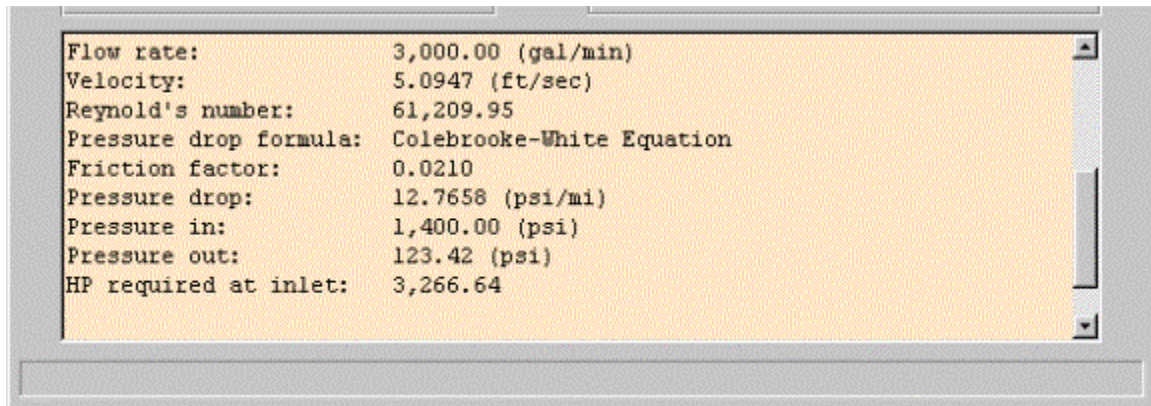 Flow rate: 3,000.00 (gal/min)
Velocity: 5.0947 (ft/sec)
Reynold's number: 61,209.95
Pressure drop formula: Colebrooke-White Equation
Friction factor: 0.0210
Pressure drop: 12.7658 (psi/mi)
Pressure in: 1,400.00 (psi)
Pressure out: 123.42 (psi)
HP required at inlet: 3,266.64